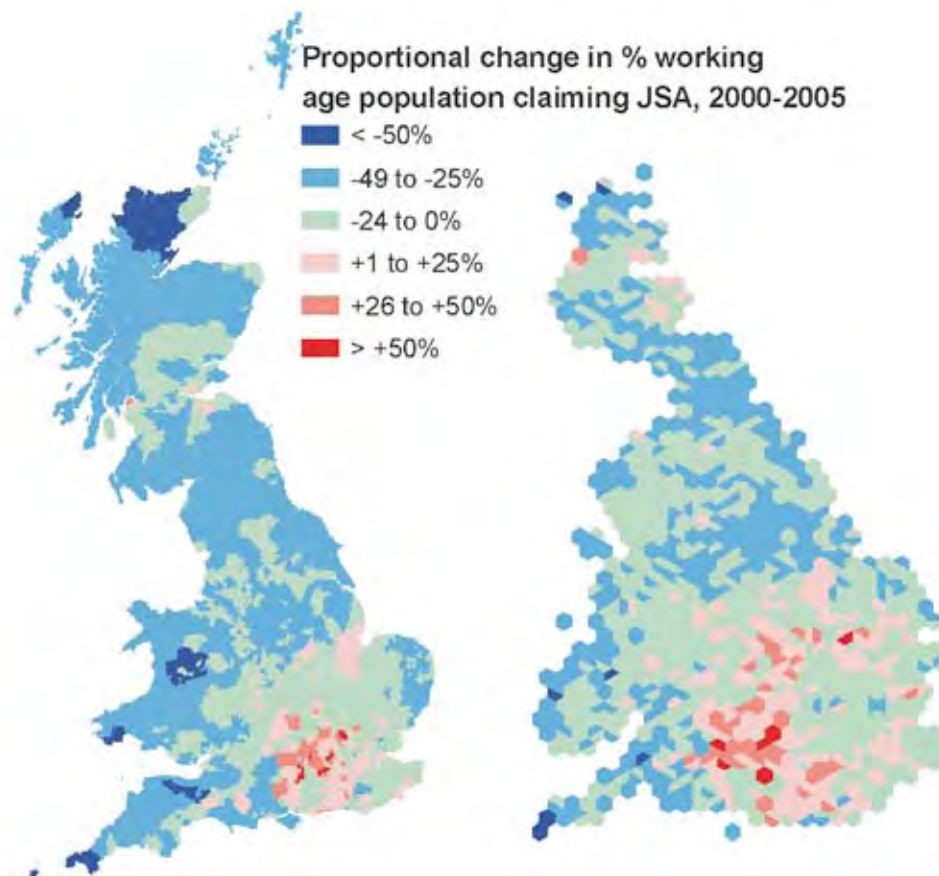 Proportional change in % working
age population claiming JSA, 2000-2005
< -50%
-49 to -25%
-24 to 0%
+1 to +25%
+26 to +50%
> +50%